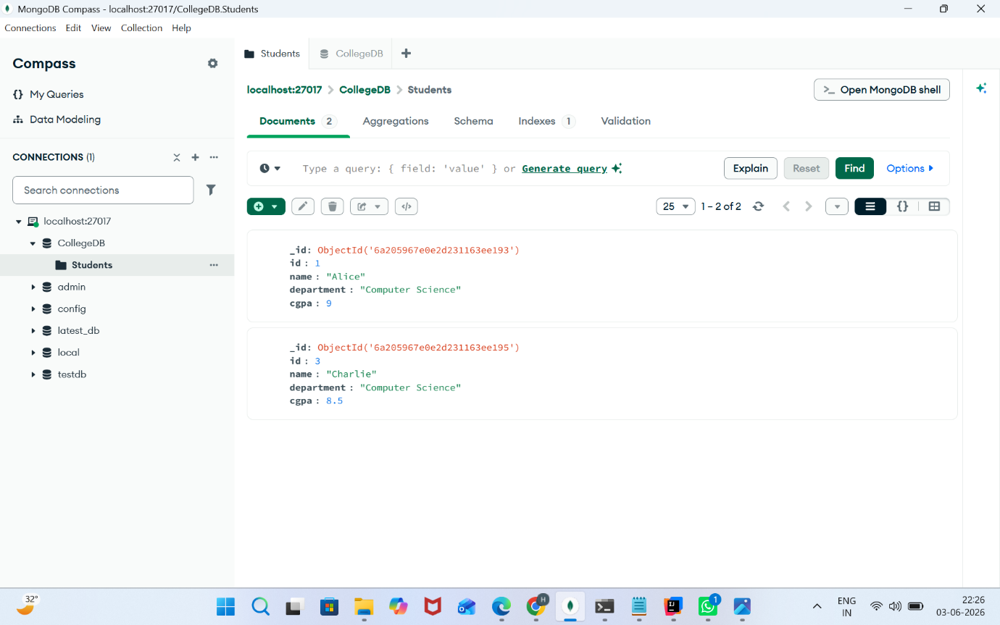 MongoDB Compass - localhost:27017/CollegeDB.Students
Connections Edit View Collection Help
Compass
My Queries
Data Modeling
CONNECTIONS (1)
Search connections
localhost:27017
CollegeDB
Students
admin
config
latest_db
local
testdb
Students CollegeDB
localhost:27017 > CollegeDB > Students
>_ Open MongoDB shell
Documents 2 Aggregations Schema Indexes 1 Validation
Type a query: { field: 'value' } or Generate query
Explain Reset Find Options
25 1 – 2 of 2 {}
_id: ObjectId('6a205967e0e2d231163ee193')
id : 1
name : "Alice"
department : "Computer Science"
cgpa : 9
_id: ObjectId('6a205967e0e2d231163ee195')
id : 3
name : "Charlie"
department : "Computer Science"
cgpa : 8.5
32°
H
1
ENG
IN
22:26
03-06-2026